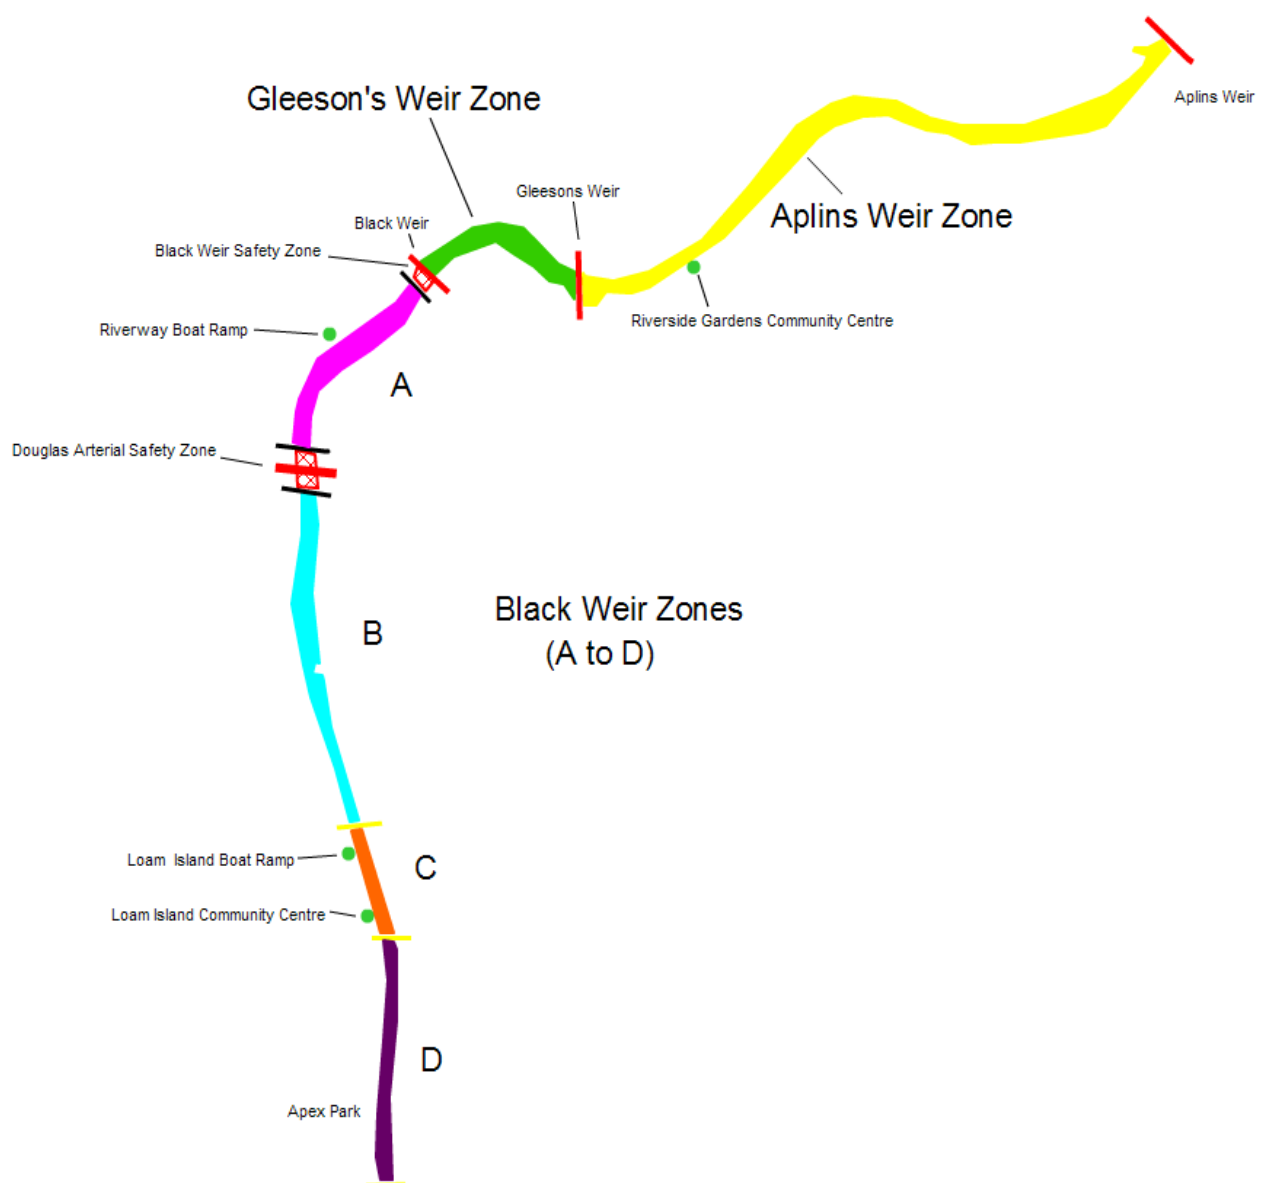 Aplins Weir
Gleeson's Weir Zone
Gleesons Weir
Aplins Weir Zone
Black Weir
Black Weir Safety Zone
Riverside Gardens Community Centre
Riverway Boat Ramp
A
Douglas Arterial Safety Zone
Black Weir Zones
(A to D)
B
Loam Island Boat Ramp
C
Loam Island Community Centre
D
Apex Park